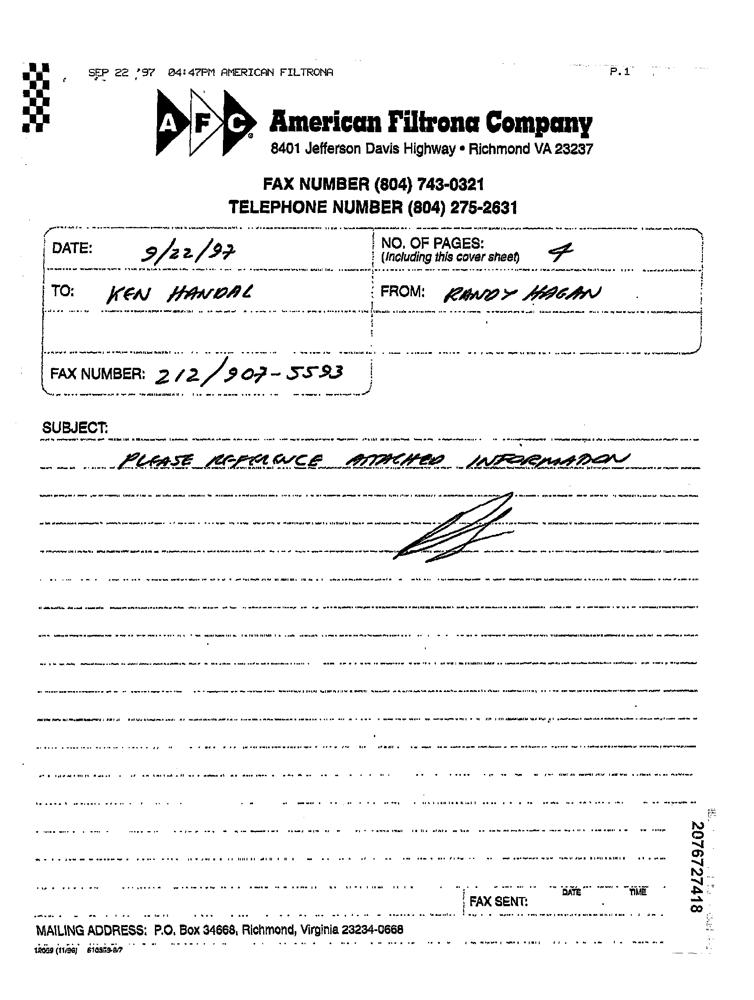 SEP 22 '97 04:47PM AMERICAN FILTRONA P.1
AFC American Filtrona Company
8401 Jefferson Davis Highway • Richmond VA 23237
FAX NUMBER (804) 743-0321
TELEPHONE NUMBER (804) 275-2631
DATE: 9/22/97 NO. OF PAGES: 4
(Including this cover sheet)
TO: KEN HANDAL FROM: RANDY HAGAN
FAX NUMBER: 212/907-5593
SUBJECT:
PLEASE REFERENCE ATTACHED INFORMATION
FAX SENT: DATE TIME
MAILING ADDRESS: P.O. Box 34668, Richmond, Virginia 23234-0668
12059 (11/96)
2076727418